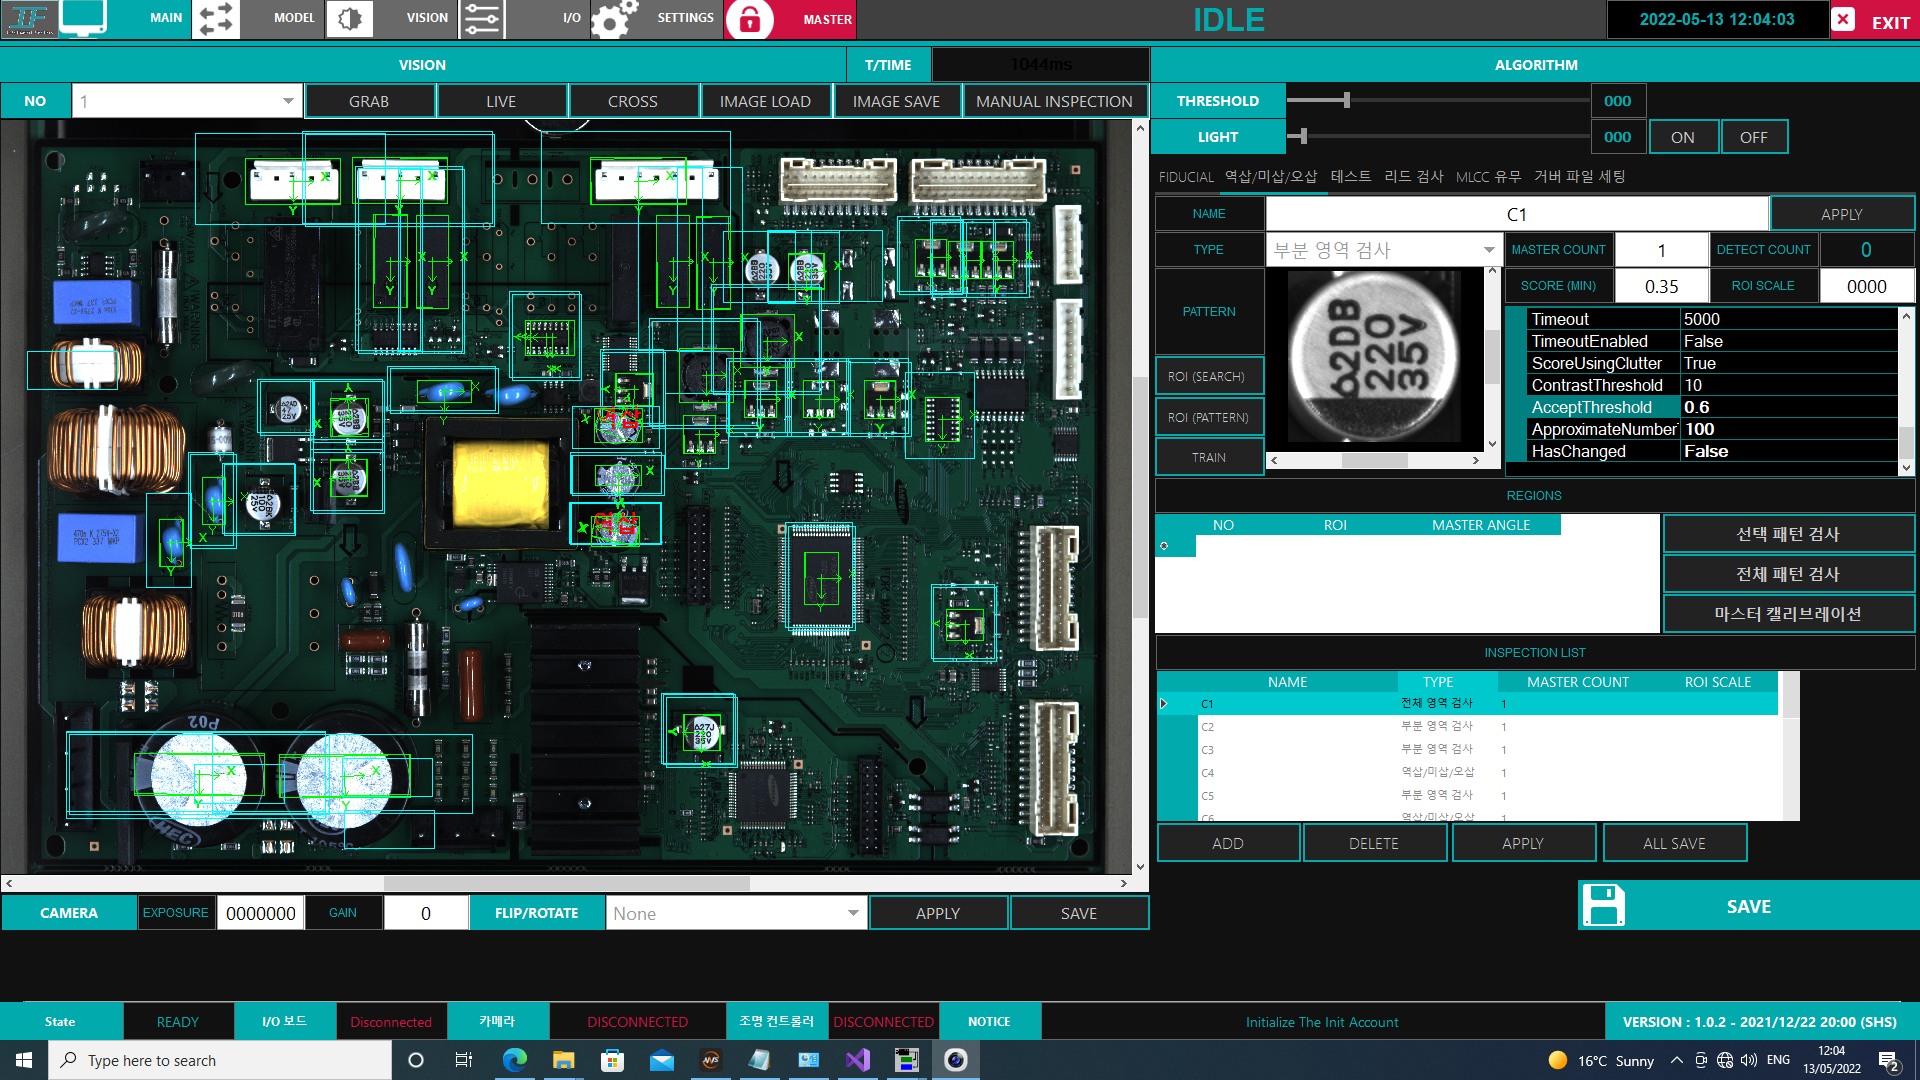 MAIN
MODEL
VISION
I/O
SETTINGS
MASTER
IDLE
2022-05-13 12:04:03
EXIT
VISION
T/TIME
1044ms
ALGORITHM
NO
1
GRAB
LIVE
CROSS
IMAGE LOAD
IMAGE SAVE
MANUAL INSPECTION
THRESHOLD
000
LIGHT
000
ON
OFF
FIDUCIAL
역삽/미삽/오삽
테스트
리드 검사
MLCC 유무
거버 파일 세팅
NAME
C1
APPLY
TYPE
부분 영역 검사
MASTER COUNT
1
DETECT COUNT
0
SCORE (MIN)
0.35
ROI SCALE
0000
PATTERN
62DB
220
35V
Timeout 5000
TimeoutEnabled False
ScoreUsingClutter True
ContrastThreshold 10
AcceptThreshold 0.6
ApproximateNumber 100
HasChanged False
ROI (SEARCH)
ROI (PATTERN)
TRAIN
REGIONS
NO ROI MASTER ANGLE
선택 패턴 검사
전체 패턴 검사
마스터 캘리브레이션
INSPECTION LIST
NAME TYPE MASTER COUNT ROI SCALE
C1 전체 영역 검사 1
C2 부분 영역 검사 1
C3 부분 영역 검사 1
C4 역삽/미삽/오삽 1
C5 부분 영역 검사 1
C6 역삽/미삽/오삽 1
ADD
DELETE
APPLY
ALL SAVE
SAVE
CAMERA
EXPOSURE
0000000
GAIN
0
FLIP/ROTATE
None
APPLY
SAVE
State
READY
I/O 보드
Disconnected
카메라
DISCONNECTED
조명 컨트롤러
DISCONNECTED
NOTICE
Initialize The Init Account
VERSION : 1.0.2 - 2021/12/22 20:00 (SHS)
Type here to search
16°C Sunny
ENG
12:04
13/05/2022
2